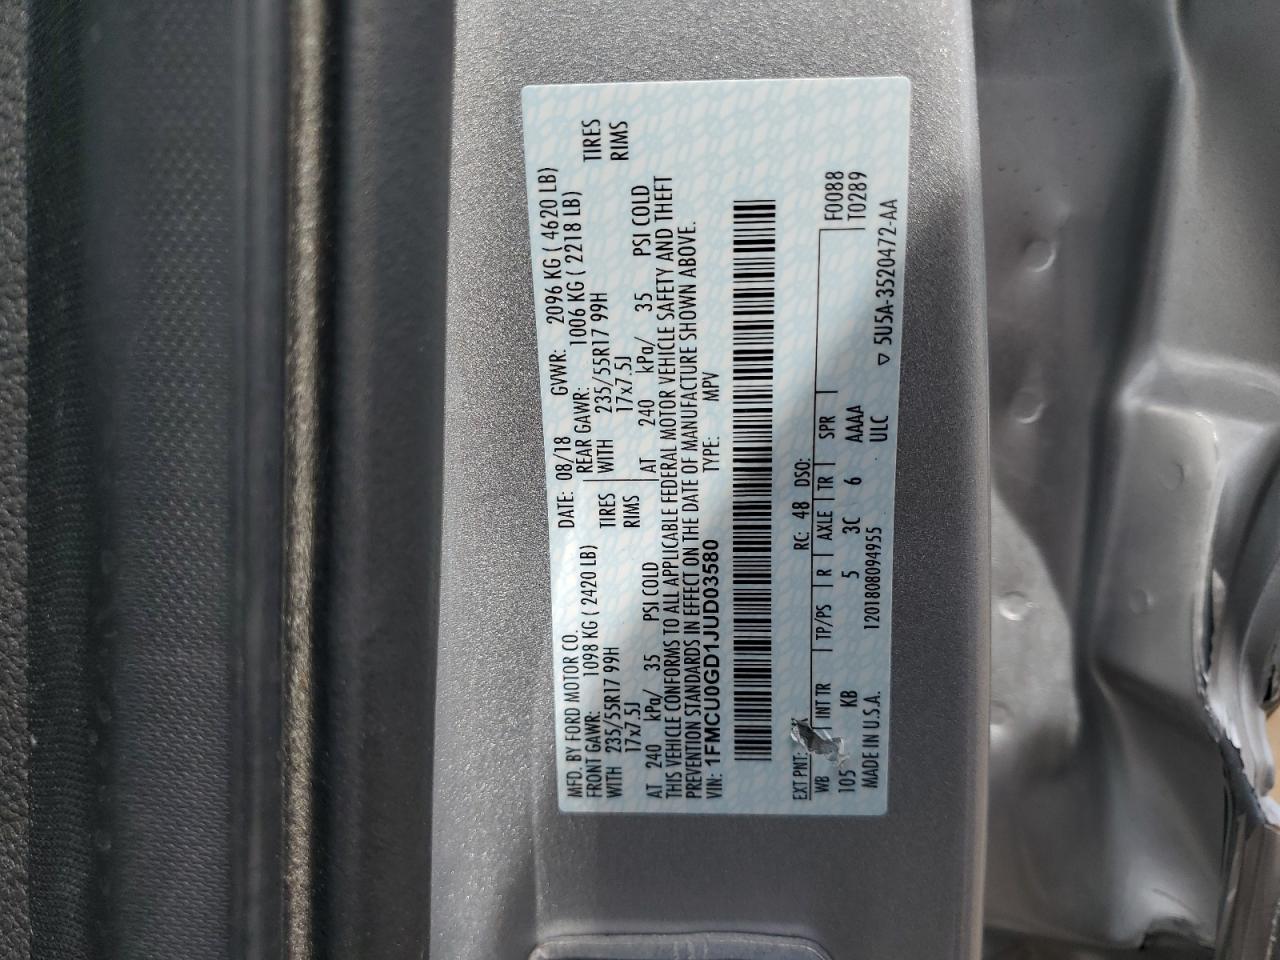 MFD. BY FORD MOTOR CO. DATE: 08/18 GVWR: 2096 KG ( 4620 LB)
FRONT GAWR: 1098 KG ( 2420 LB) REAR GAWR: 1006 KG ( 2218 LB)
WITH 235/55R17 99H TIRES WITH 235/55R17 99H TIRES
17x7.5J RIMS 17x7.5J RIMS
AT 240 kPa/ 35 PSI COLD AT 240 kPa/ 35 PSI COLD
THIS VEHICLE CONFORMS TO ALL APPLICABLE FEDERAL MOTOR VEHICLE SAFETY AND THEFT
PREVENTION STANDARDS IN EFFECT ON THE DATE OF MANUFACTURE SHOWN ABOVE.
VIN: 1FMCU0GD1JUD03580 TYPE: MPV
EXT PNT: RC: 48 DSO:
WB INT TR TP/PS R AXLE TR SPR F0088
105 KB 5 3C 6 AAAA T0289
MADE IN U.S.A. 1201808094955 ULC 5U5A-3520472-AA